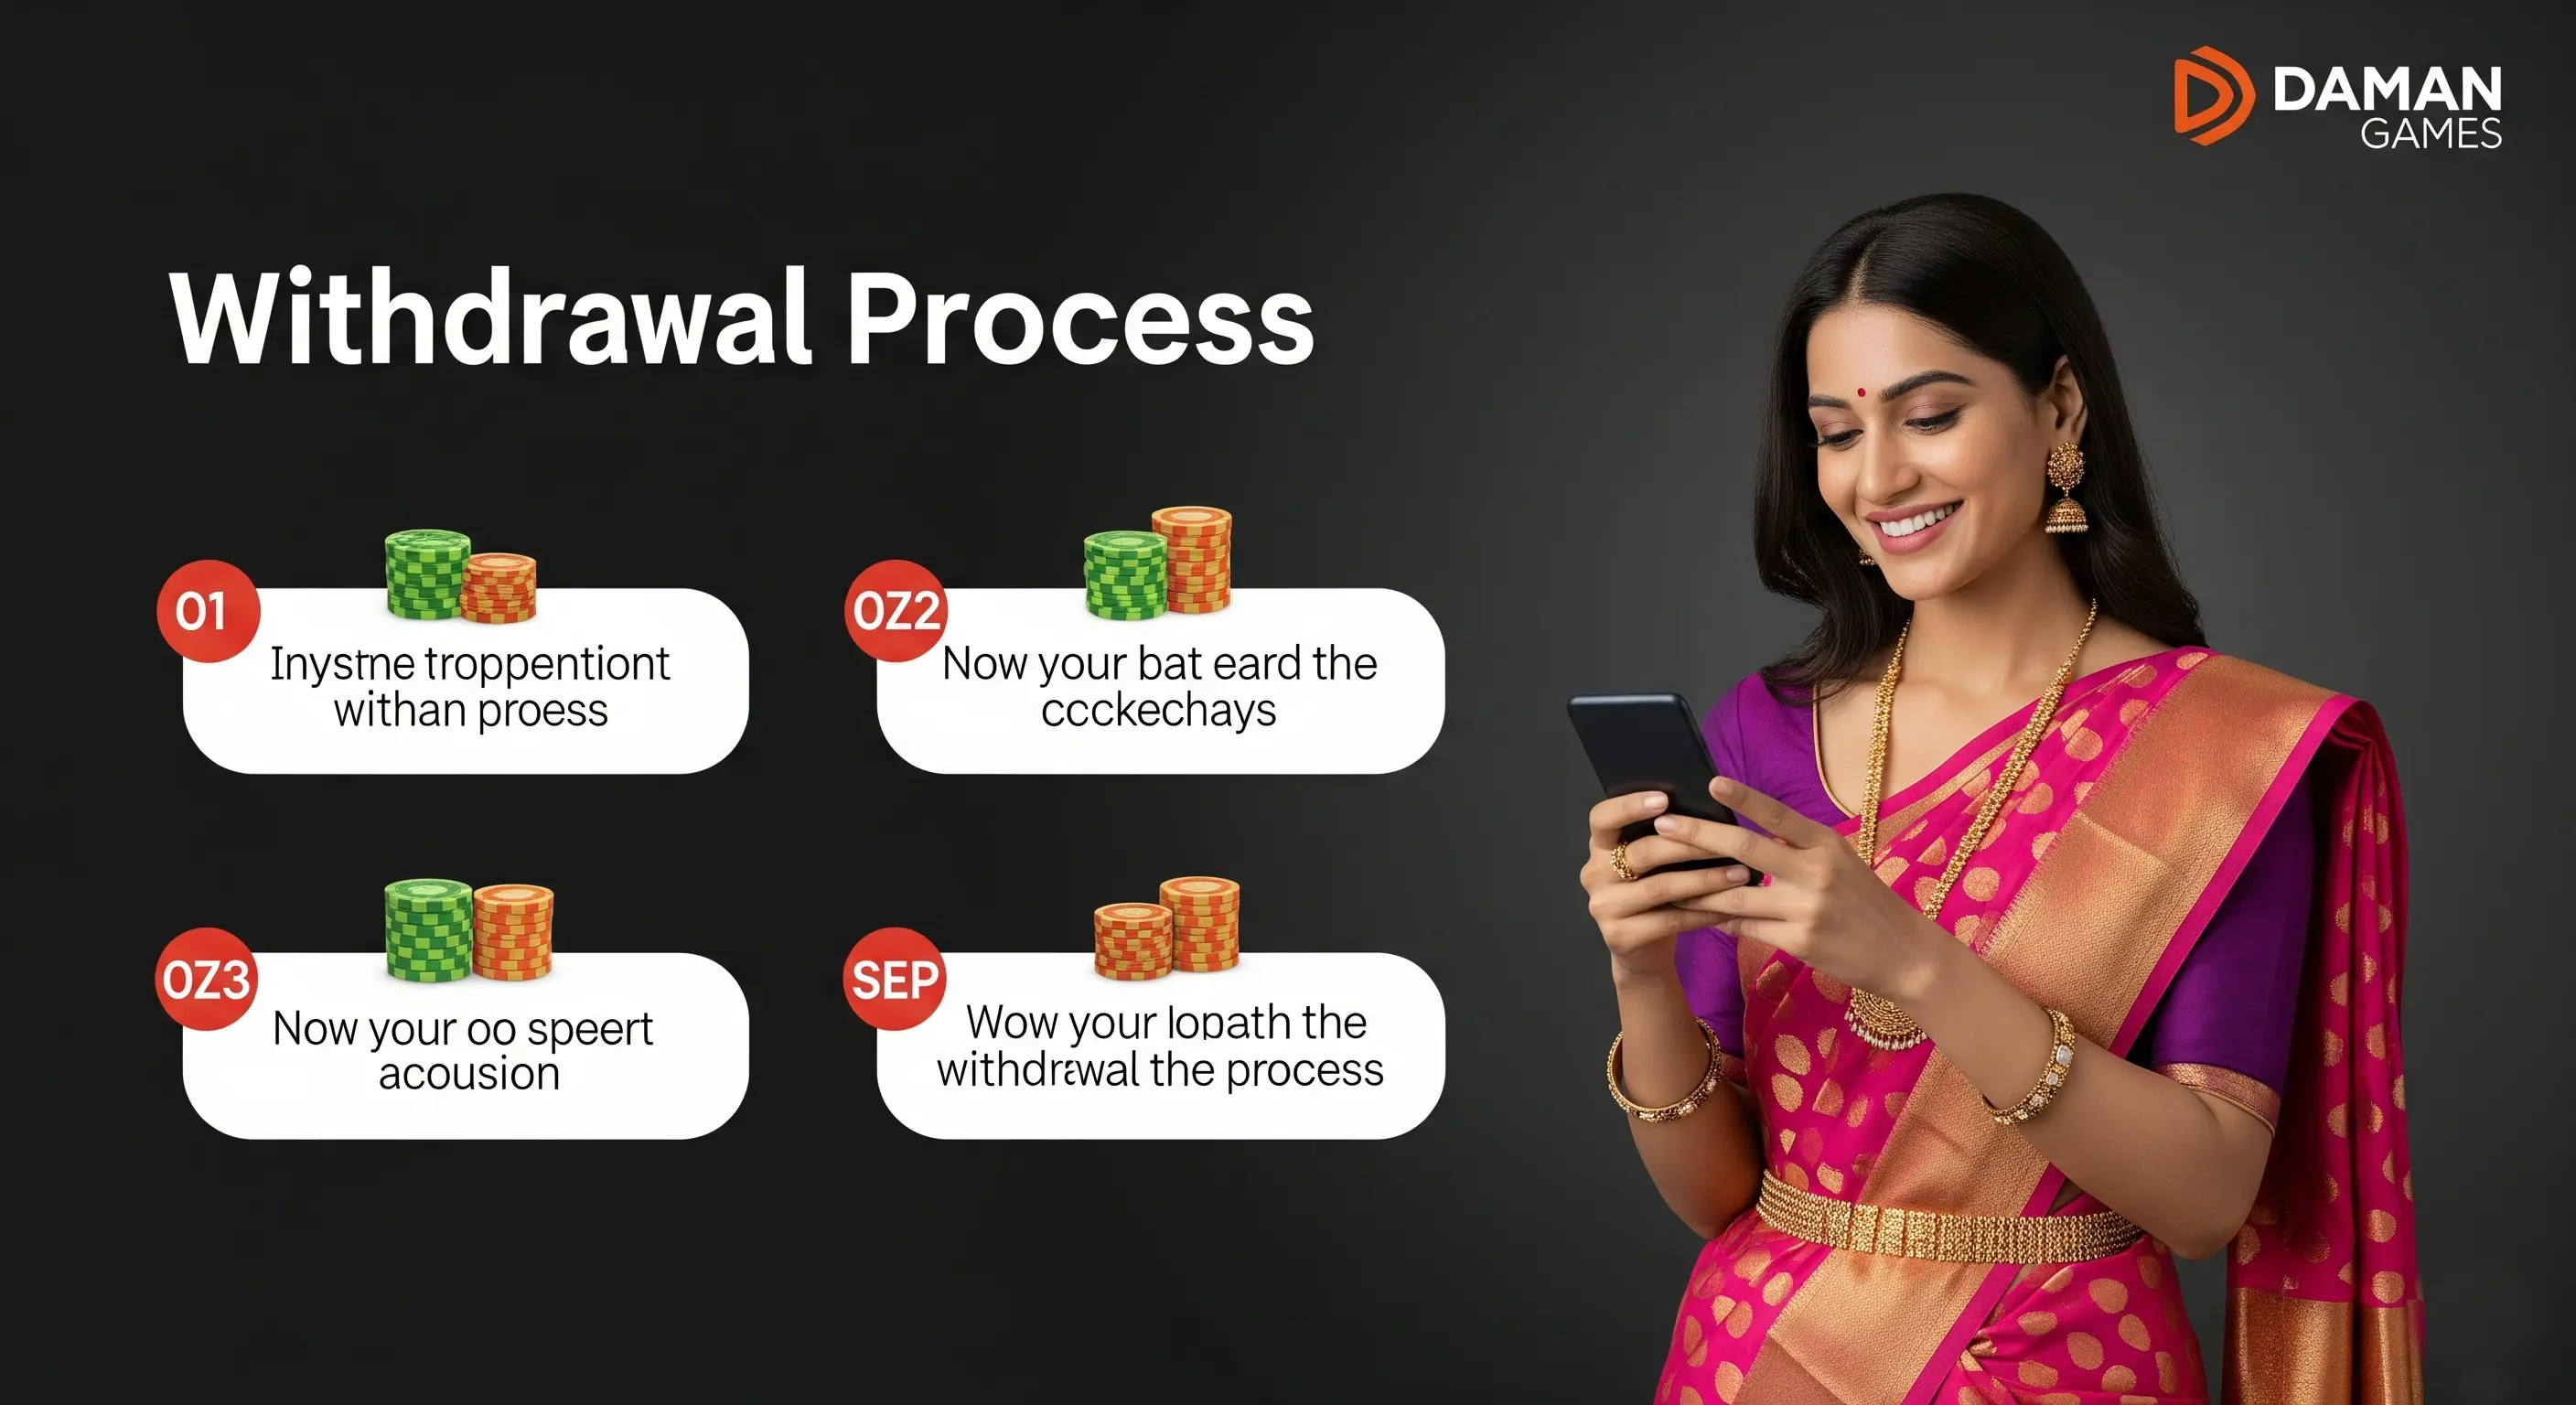 DAMAN
GAMES
Withdrawal Process
01
Inystne troppentiont
withan proess
OZ2
Now your bat eard the
ccckechays
OZ3
Now your oo speert
acousion
SEP
Wow your lopath the
withdrawal the process